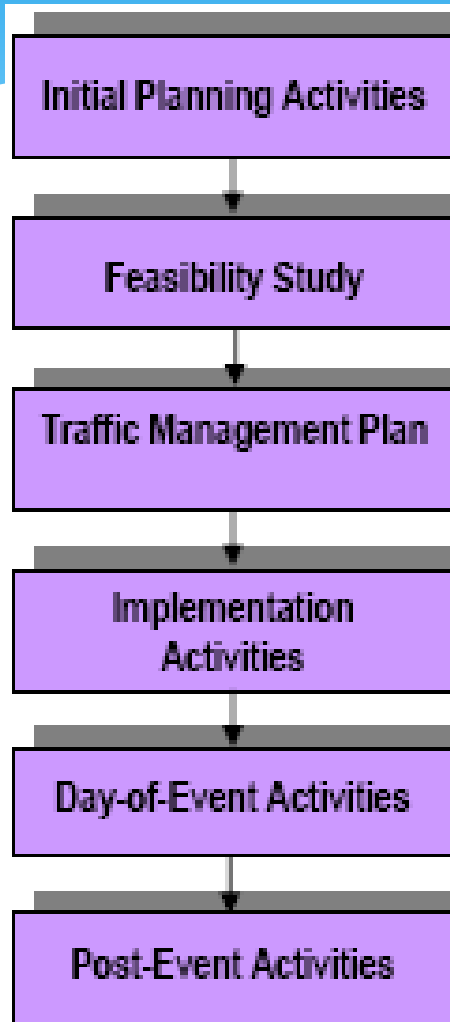 Initial Planning Activities
Feasibility Study
Traffic Management Plan
Implementation
Activities
Day-of-Event Activities
Post-Event Activities